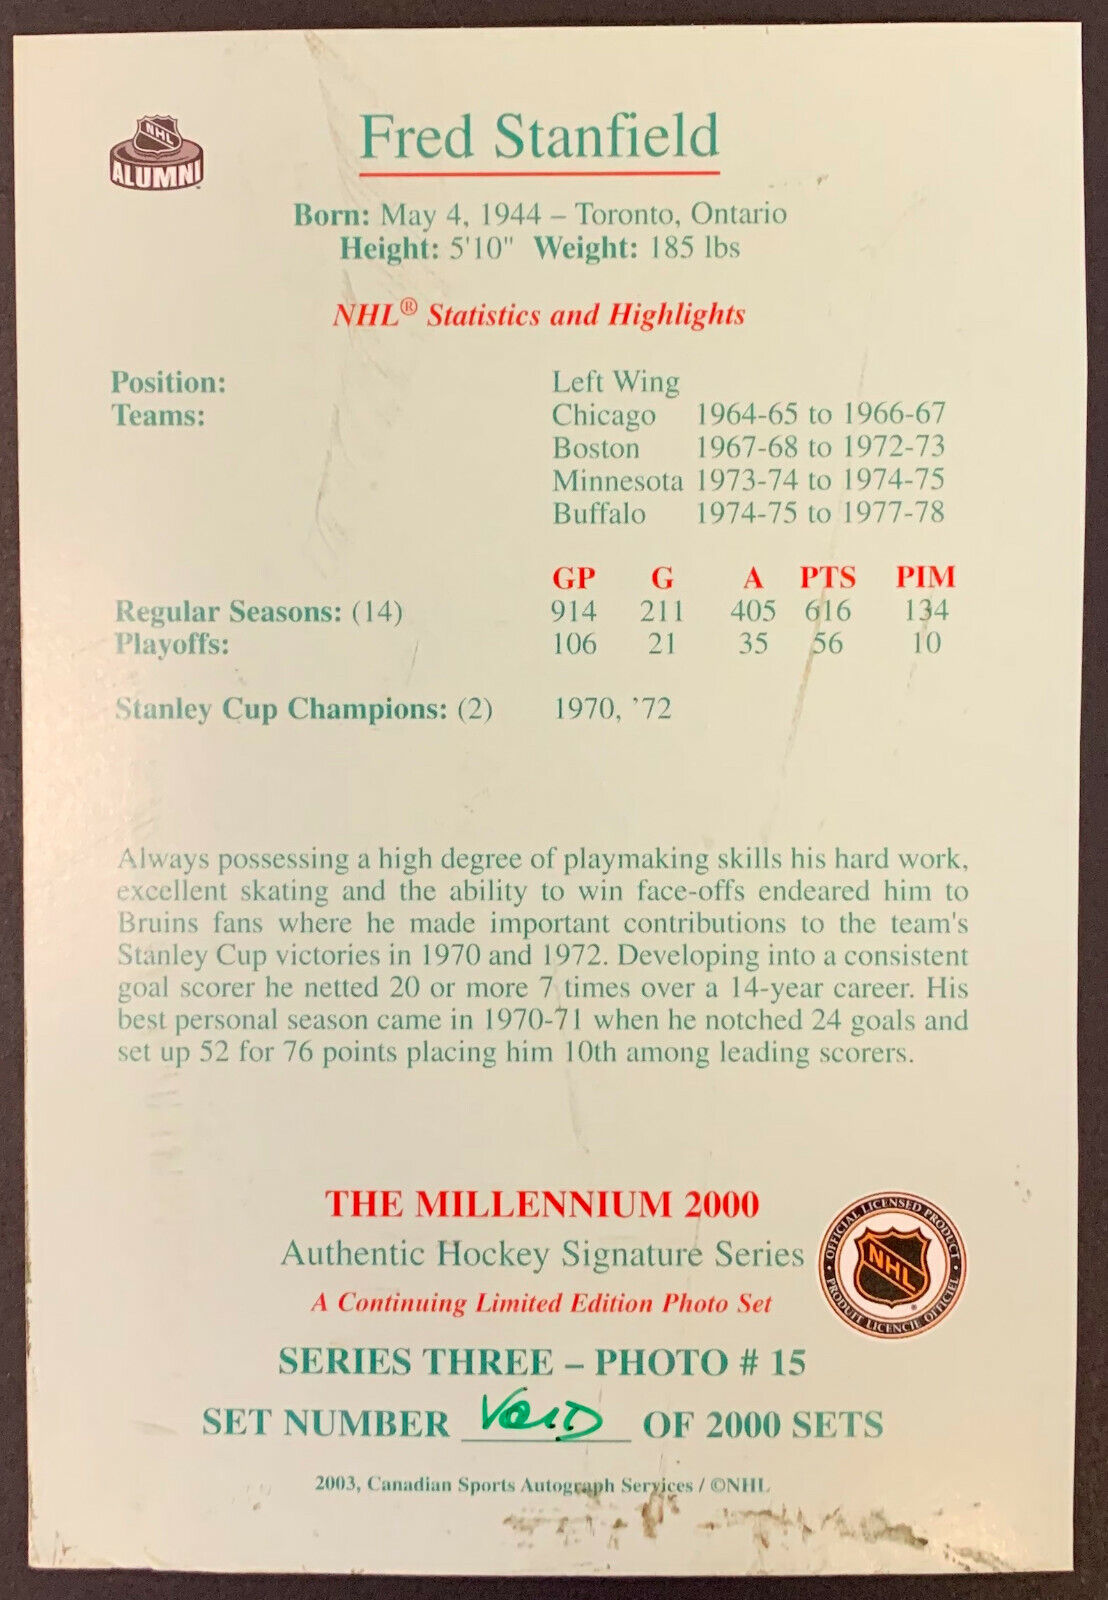 NHL
ALUMNI
Fred Stanfield
Born: May 4, 1944 – Toronto, Ontario
Height: 5'10" Weight: 185 lbs
NHL® Statistics and Highlights
Position: Left Wing
Teams: Chicago 1964-65 to 1966-67
Boston 1967-68 to 1972-73
Minnesota 1973-74 to 1974-75
Buffalo 1974-75 to 1977-78
GP G A PTS PIM
Regular Seasons: (14) 914 211 405 616 134
Playoffs: 106 21 35 56 10
Stanley Cup Champions: (2) 1970, ’72
Always possessing a high degree of playmaking skills his hard work,
excellent skating and the ability to win face-offs endeared him to
Bruins fans where he made important contributions to the team's
Stanley Cup victories in 1970 and 1972. Developing into a consistent
goal scorer he netted 20 or more 7 times over a 14-year career. His
best personal season came in 1970-71 when he notched 24 goals and
set up 52 for 76 points placing him 10th among leading scorers.
THE MILLENNIUM 2000
Authentic Hockey Signature Series
A Continuing Limited Edition Photo Set
OFFICIAL LICENSED PRODUCT
NHL ®
PRODUIT LICENCIE OFFICIEL
SERIES THREE – PHOTO # 15
SET NUMBER VOID OF 2000 SETS
2003, Canadian Sports Autograph Services / ©NHL